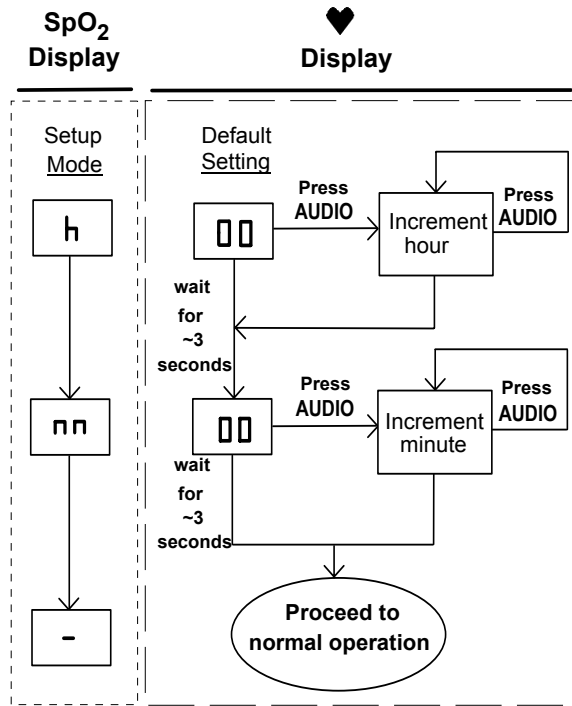 SpO2
Display
♥
Display
Setup
Mode
Default
Setting
h
00
Press
AUDIO
Increment
hour
Press
AUDIO
wait
for
~3
seconds
nn
00
Press
AUDIO
Increment
minute
Press
AUDIO
wait
for
~3
seconds
-
Proceed to
normal operation